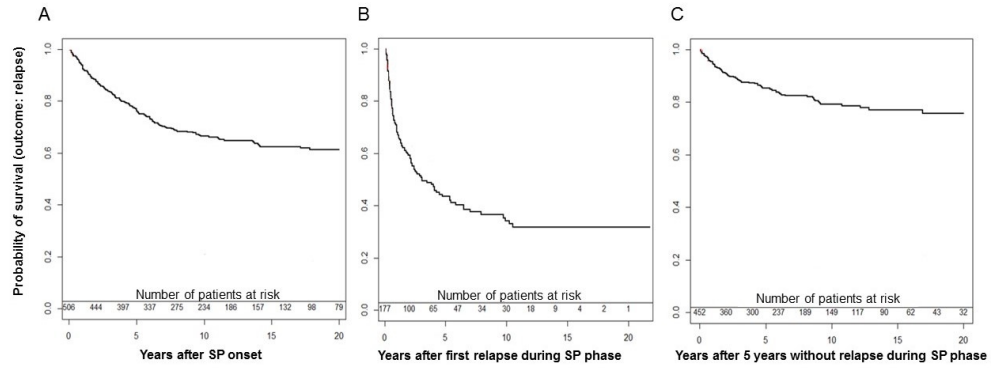 A
B
C
Probability of survival (outcome: relapse)
1.0
0.8
0.6
0.4
0.2
0.0
Number of patients at risk
506 444 397 337 275 234 186 157 132 98 79
0 5 10 15 20
Years after SP onset
1.0
0.8
0.6
0.4
0.2
0.0
Number of patients at risk
177 100 65 47 34 30 18 9 4 2 1
0 5 10 15 20
Years after first relapse during SP phase
1.0
0.8
0.6
0.4
0.2
0.0
Number of patients at risk
452 360 300 237 189 149 117 90 62 43 32
0 5 10 15 20
Years after 5 years without relapse during SP phase